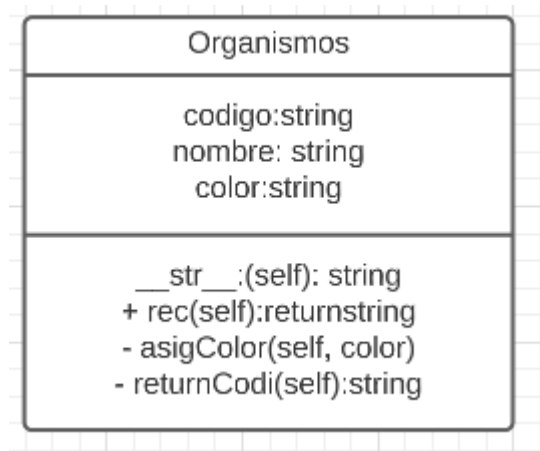 Organismos
codigo:string
nombre: string
color:string
__str__:(self): string
+ rec(self):returnstring
- asigColor(self, color)
- returnCodi(self):string